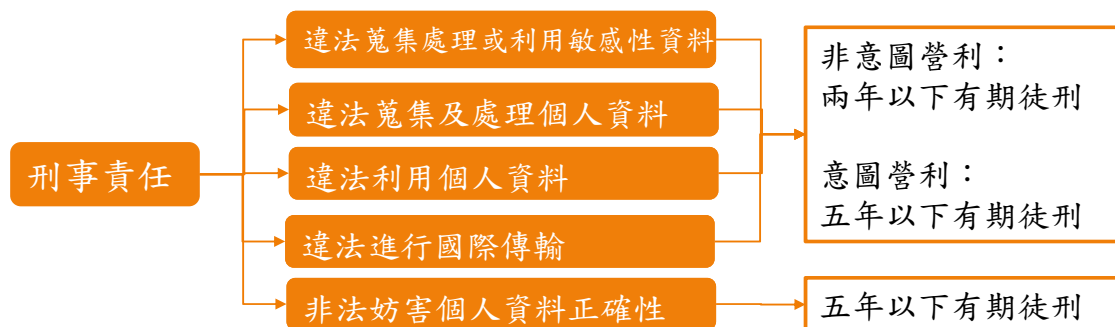 刑事責任
違法蒐集處理或利用敏感性資料
違法蒐集及處理個人資料
違法利用個人資料
違法進行國際傳輸
非法妨害個人資料正確性
非意圖營利：
兩年以下有期徒刑
意圖營利：
五年以下有期徒刑
五年以下有期徒刑